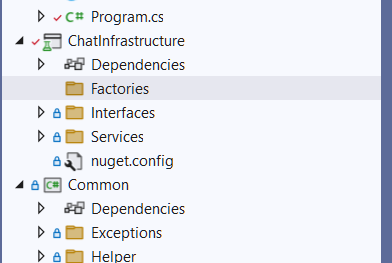 Program.cs
ChatInfrastructure
Dependencies
Factories
Interfaces
Services
nuget.config
Common
Dependencies
Exceptions
Helper